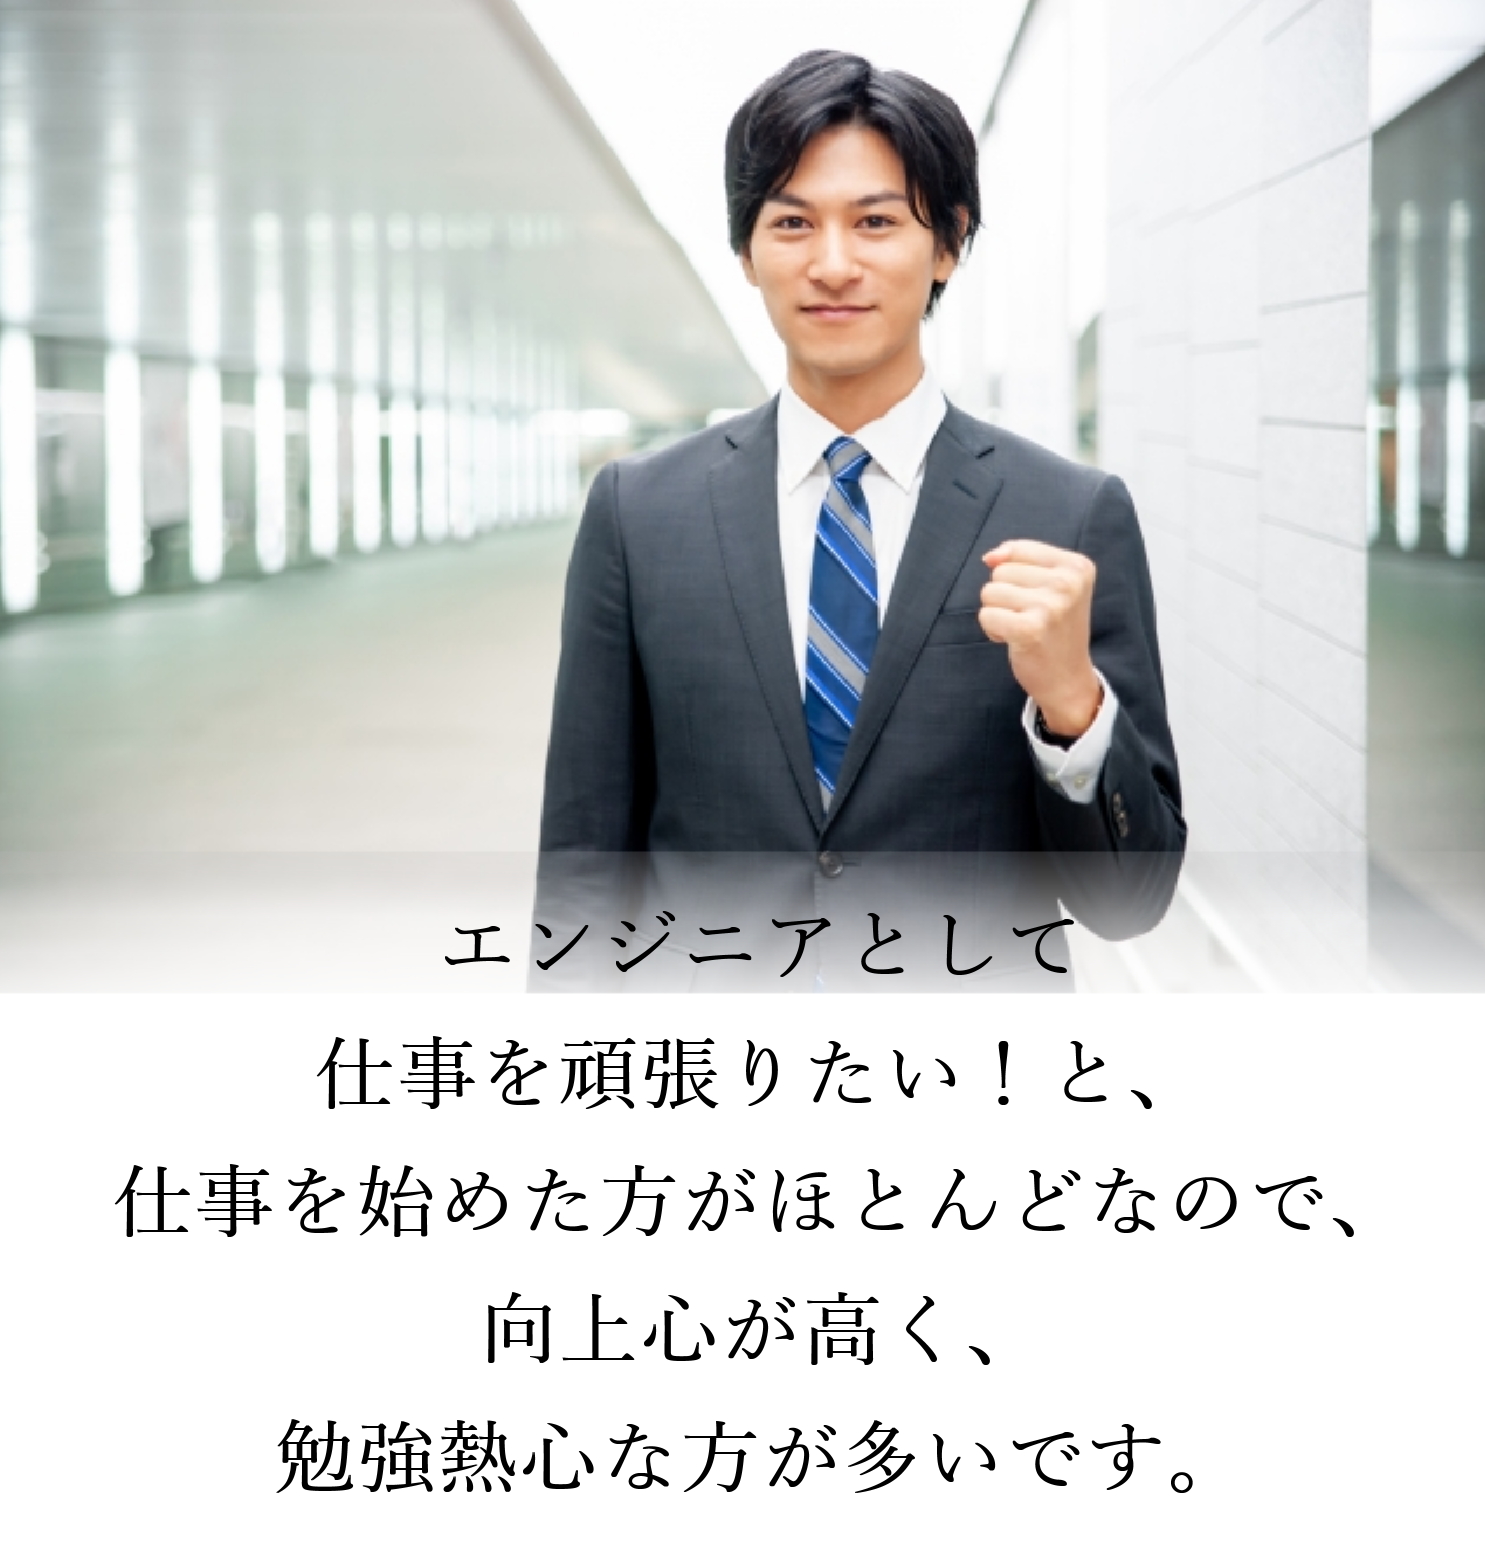 エンジニアとして
仕事を頑張りたい！と、
仕事を始めた方がほとんどなので、
向上心が高く、
勉強熱心な方が多いです。